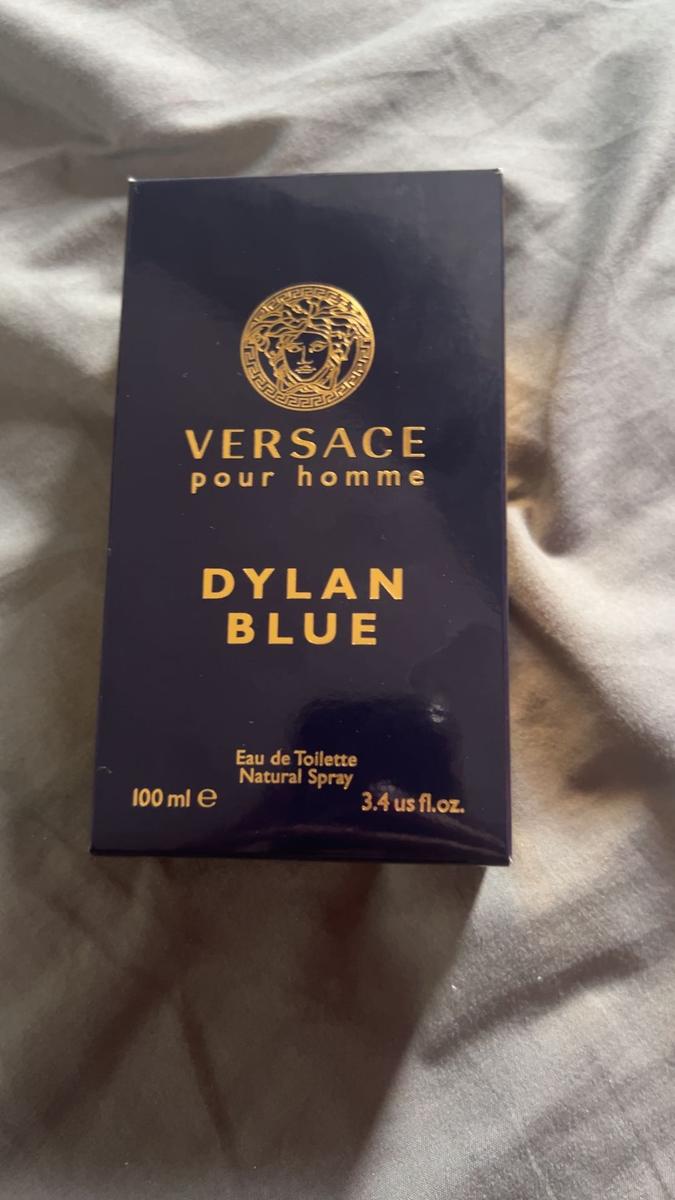 VERSACE
pour homme
DYLAN
BLUE
Eau de Toilette
Natural Spray
100 ml ℮
3.4 us fl.oz.